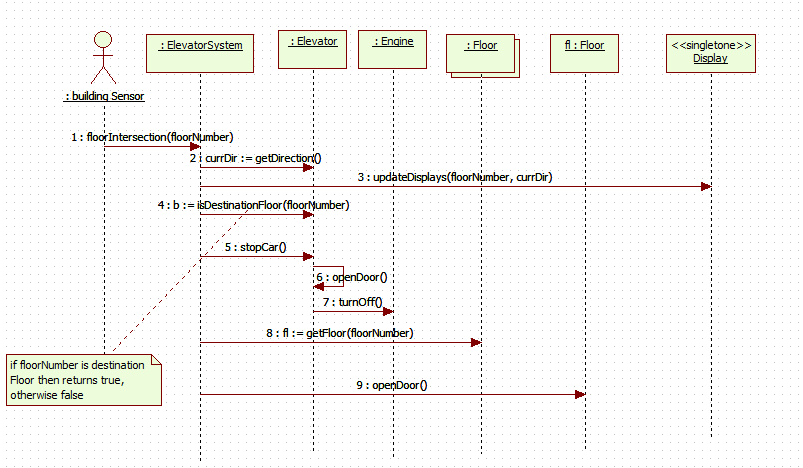 : ElevatorSystem
: Elevator
: Engine
: Floor
fl : Floor
<<singletone>>
Display
: building Sensor
1 : floorIntersection(floorNumber)
2 : currDir := getDirection()
3 : updateDisplays(floorNumber, currDir)
4 : b := isDestinationFloor(floorNumber)
5 : stopCar()
6 : openDoor()
7 : turnOff()
8 : fl := getFloor(floorNumber)
if floorNumber is destination
Floor then returns true,
otherwise false
9 : openDoor()